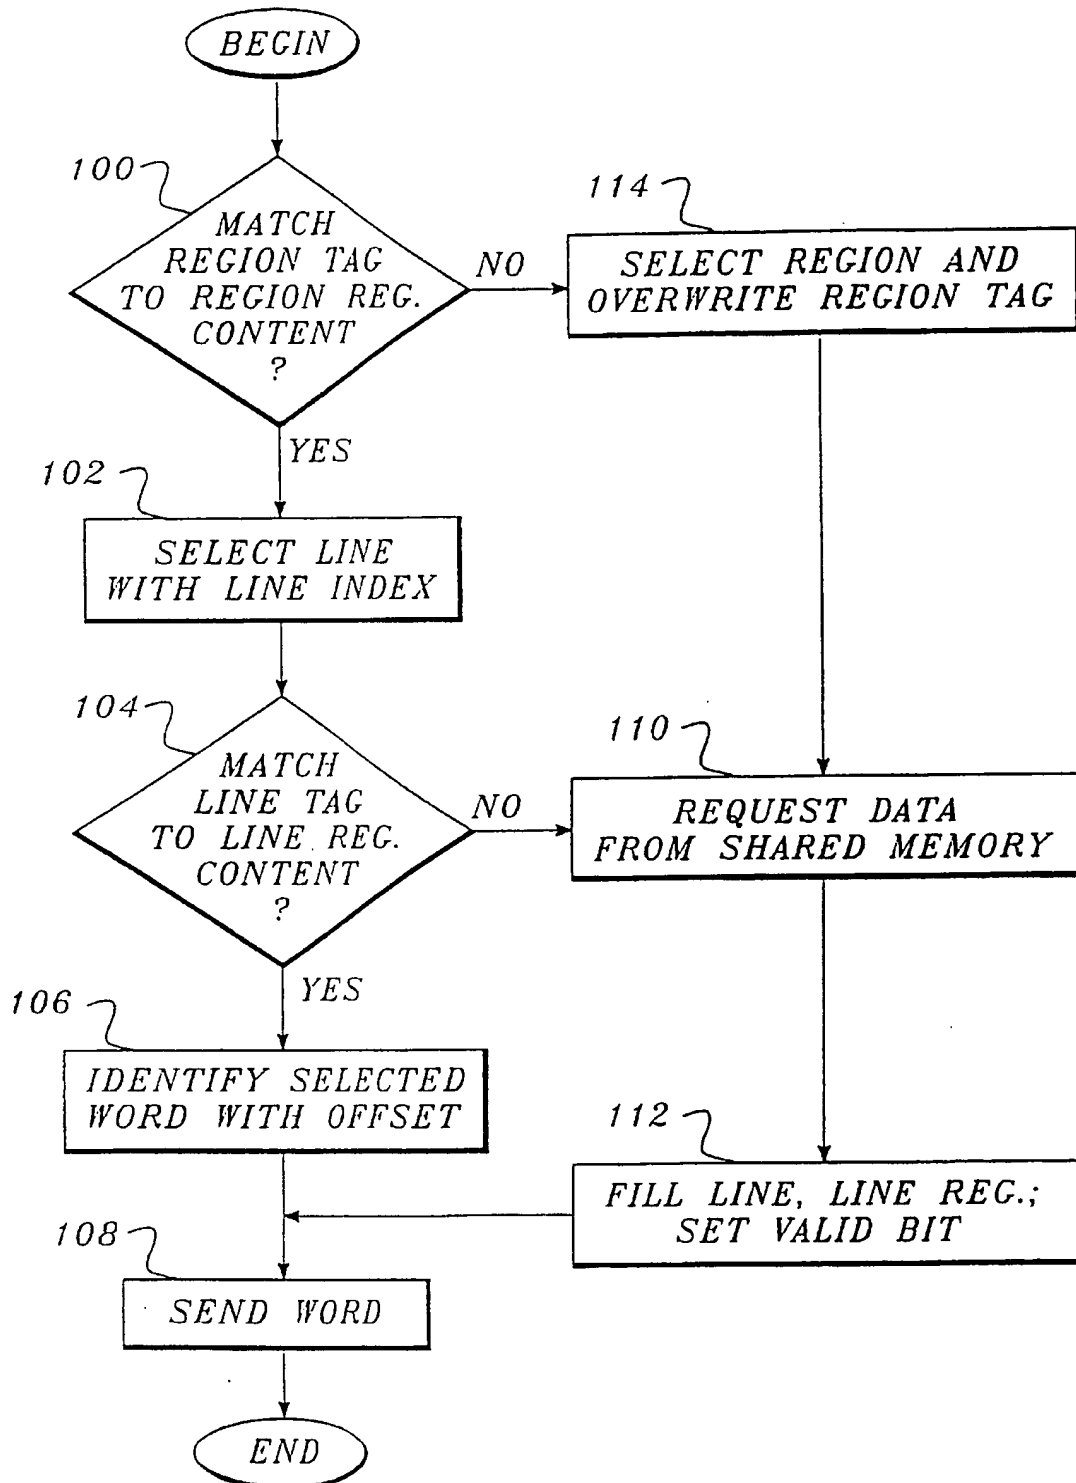 BEGIN
100
MATCH
REGION TAG
TO REGION REG.
CONTENT
?
NO
114
SELECT REGION AND
OVERWRITE REGION TAG
YES
102
SELECT LINE
WITH LINE INDEX
104
MATCH
LINE TAG
TO LINE REG.
CONTENT
?
NO
110
REQUEST DATA
FROM SHARED MEMORY
YES
106
IDENTIFY SELECTED
WORD WITH OFFSET
112
FILL LINE, LINE REG.;
SET VALID BIT
108
SEND WORD
END